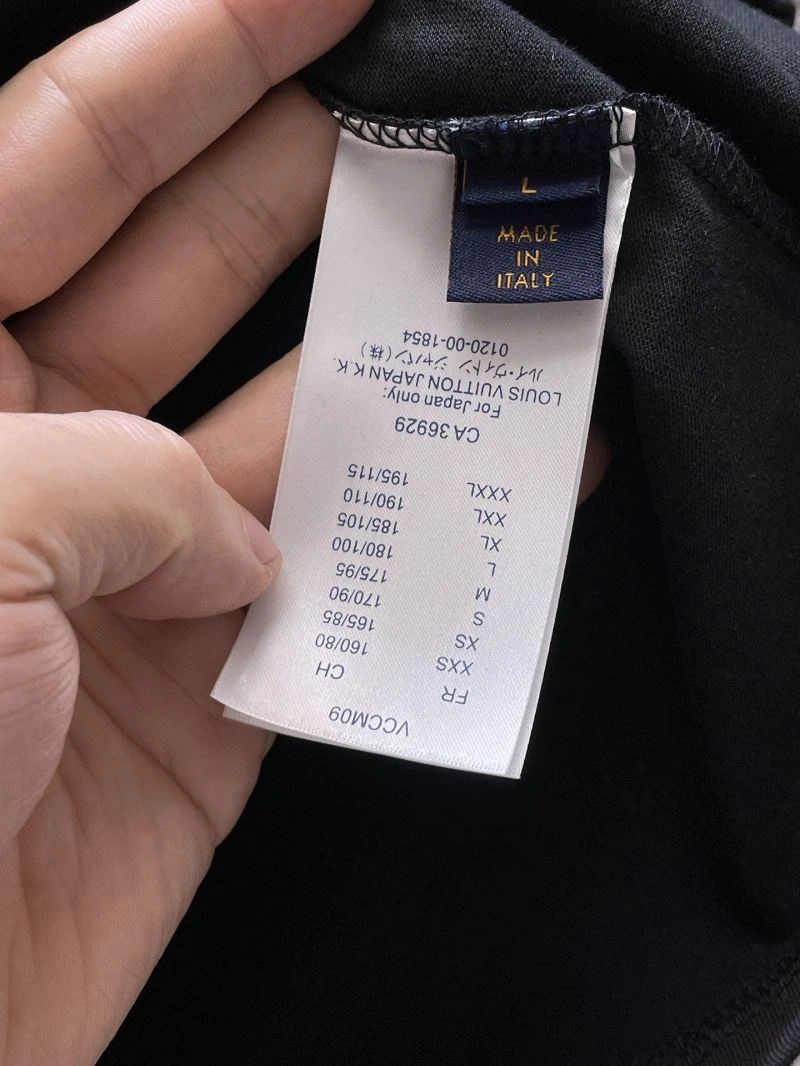 L
MADE
IN
ITALY
VCCM09
FR CH
XXS 160/80
XS 165/85
S 170/90
M 175/95
L 180/100
XL 185/105
XXL 190/110
XXXL 195/115
CA 36929
For Japan only:
LOUIS VUITTON JAPAN K.K.
ルイ・ヴィトン ジャパン(株)
0120-00-1854